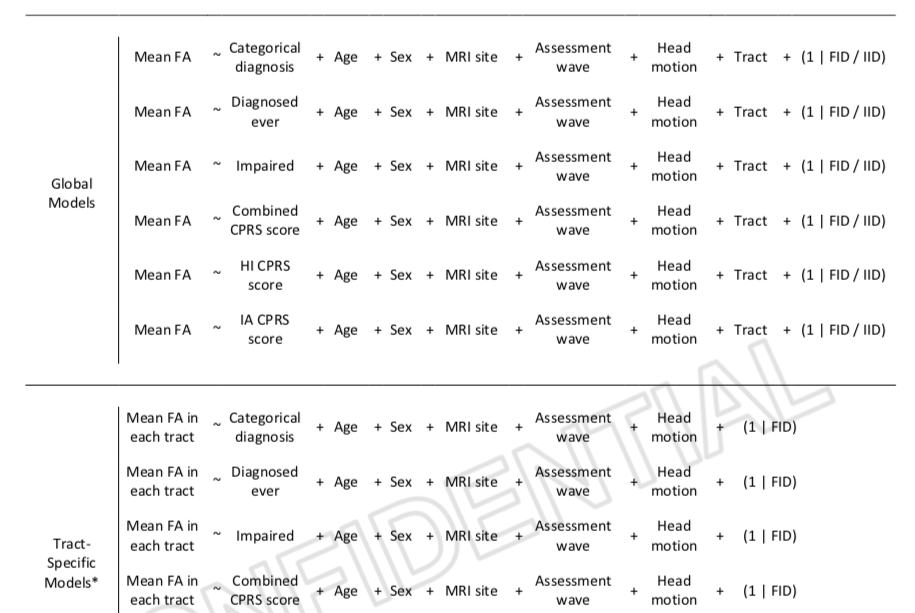 Global Models
Mean FA ~ Categorical diagnosis + Age + Sex + MRI site + Assessment wave + Head motion + Tract + (1 | FID / IID)
Mean FA ~ Diagnosed ever + Age + Sex + MRI site + Assessment wave + Head motion + Tract + (1 | FID / IID)
Mean FA ~ Impaired + Age + Sex + MRI site + Assessment wave + Head motion + Tract + (1 | FID / IID)
Mean FA ~ Combined CPRS score + Age + Sex + MRI site + Assessment wave + Head motion + Tract + (1 | FID / IID)
Mean FA ~ HI CPRS score + Age + Sex + MRI site + Assessment wave + Head motion + Tract + (1 | FID / IID)
Mean FA ~ IA CPRS score + Age + Sex + MRI site + Assessment wave + Head motion + Tract + (1 | FID / IID)
Tract-Specific Models*
Mean FA in each tract ~ Categorical diagnosis + Age + Sex + MRI site + Assessment wave + Head motion + (1 | FID)
Mean FA in each tract ~ Diagnosed ever + Age + Sex + MRI site + Assessment wave + Head motion + (1 | FID)
Mean FA in each tract ~ Impaired + Age + Sex + MRI site + Assessment wave + Head motion + (1 | FID)
Mean FA in each tract ~ Combined CPRS score + Age + Sex + MRI site + Assessment wave + Head motion + (1 | FID)
ONFIDENTIAL